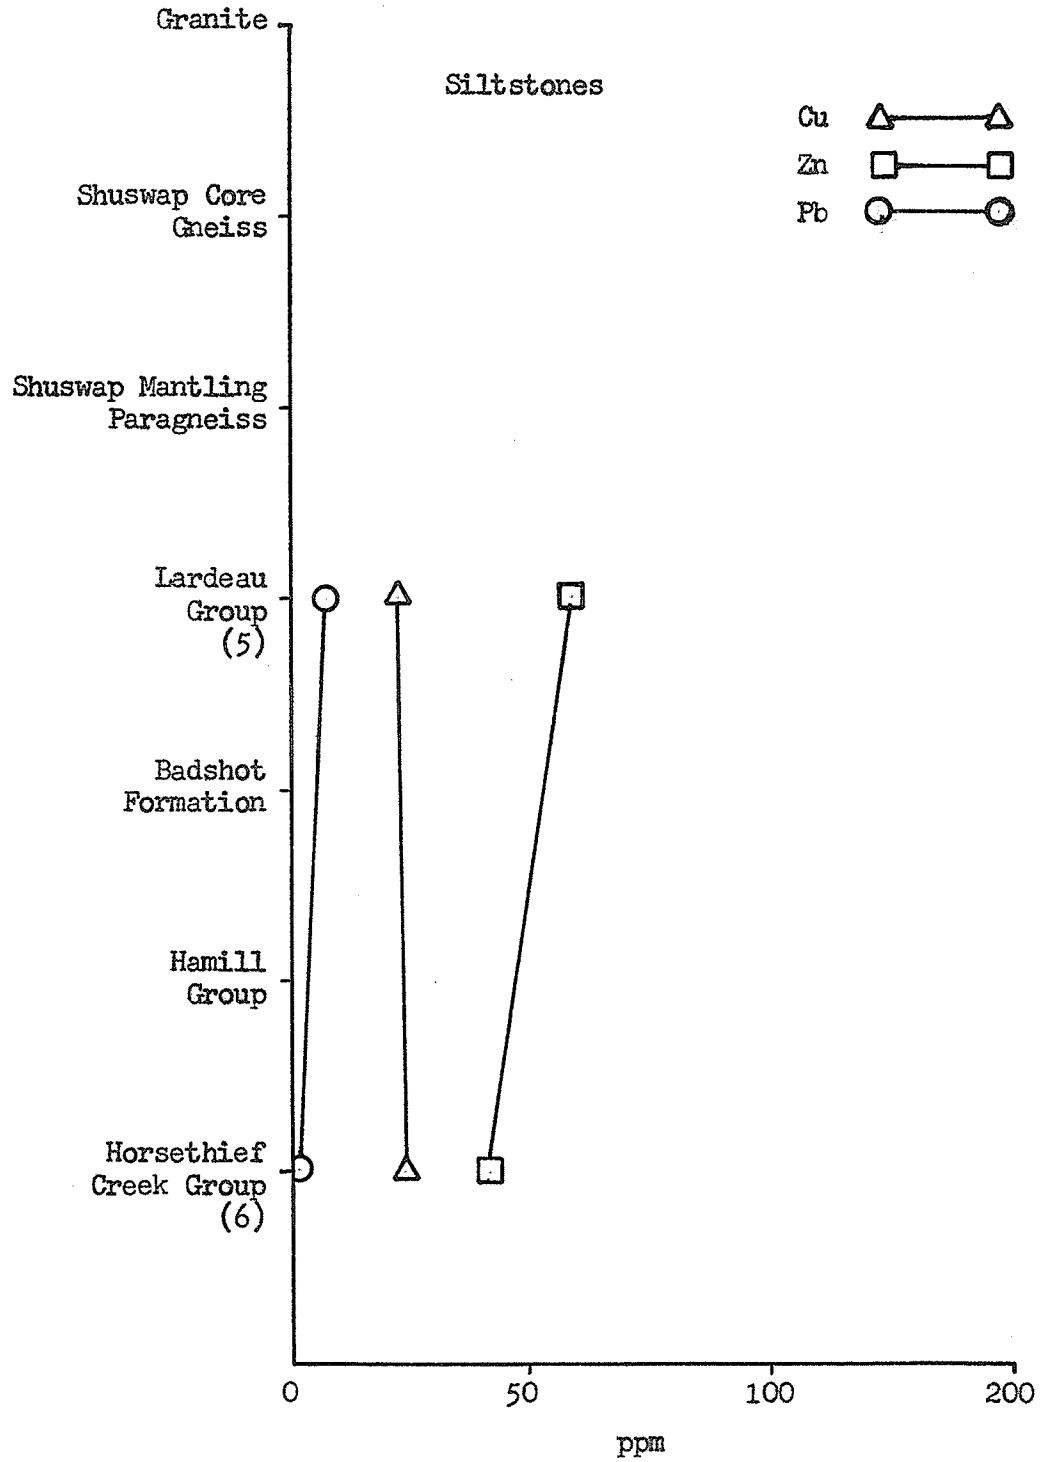 Granite
Siltstones
Cu
Zn
Pb
Shuswap Core
Gneiss
Shuswap Mantling
Paragneiss
Lardeau
Group
(5)
Badshot
Formation
Hamill
Group
Horsethief
Creek Group
(6)
0 50 100 200
ppm